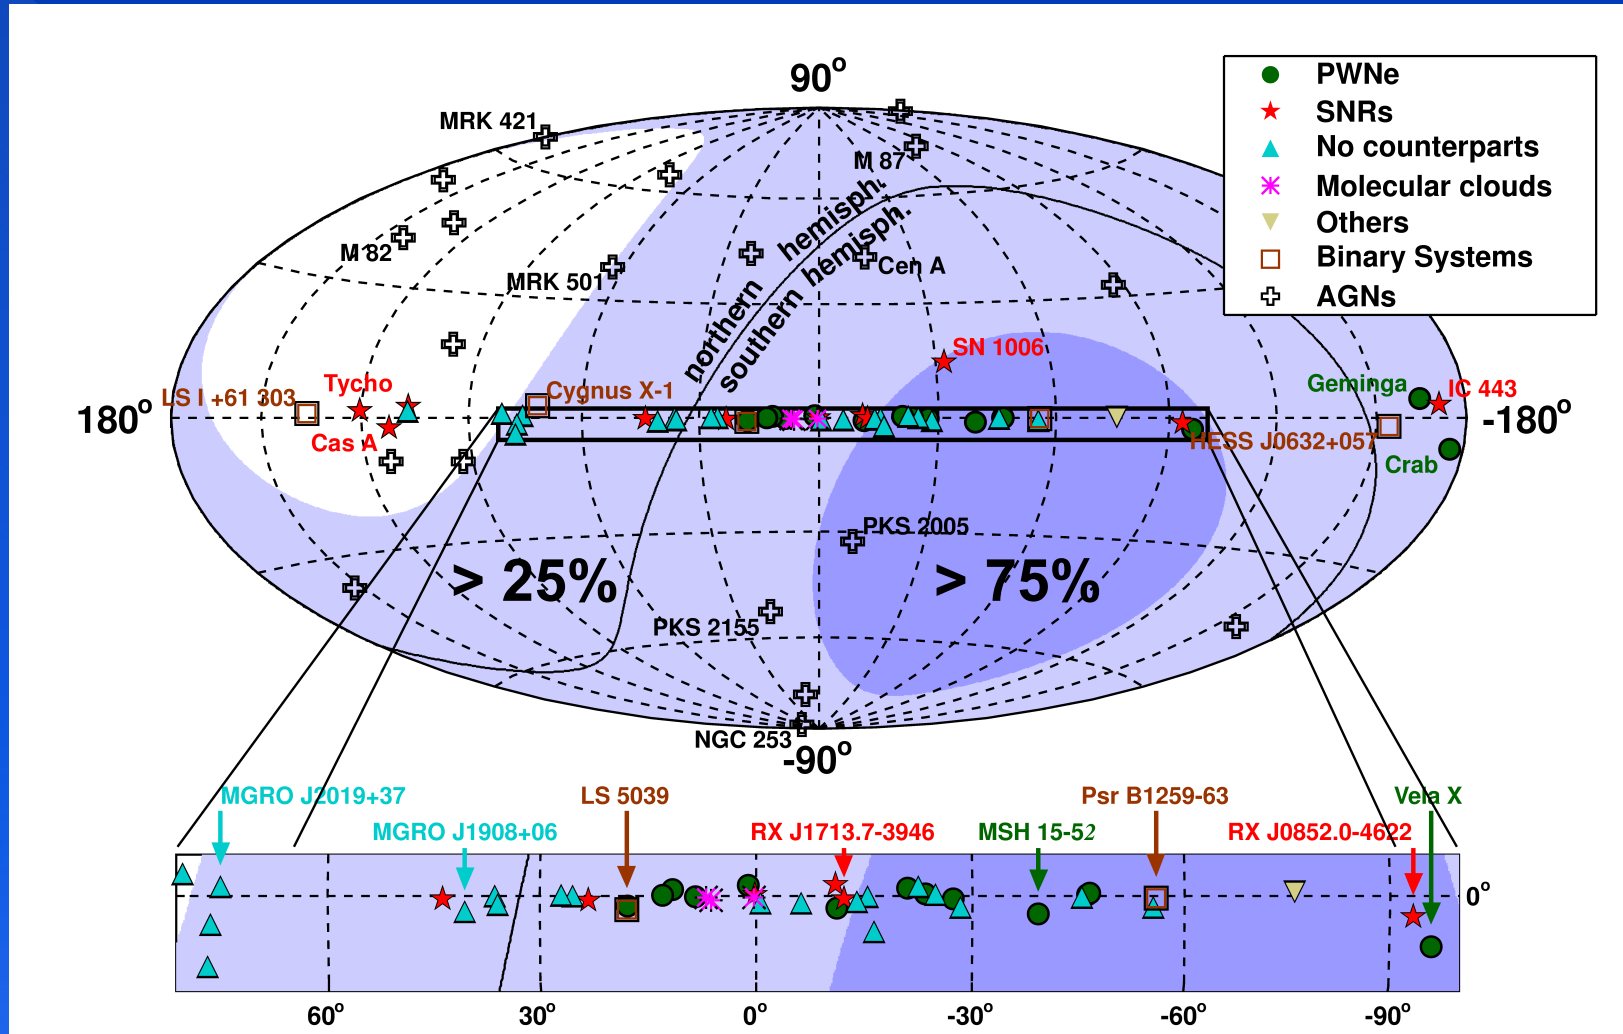 90°
PWNe
SNRs
No counterparts
Molecular clouds
Others
Binary Systems
AGNs
MRK 421
M 87
M 82
MRK 501
Cen A
northern hemisph.
southern hemisph.
SN 1006
Tycho
LS I +61 303
Cygnus X-1
Cas A
Geminga
IC 443
180°
-180°
HESS J0632+057
Crab
PKS 2005
> 25%
> 75%
PKS 2155
NGC 253
-90°
MGRO J2019+37
LS 5039
Psr B1259-63
Vela X
MGRO J1908+06
RX J1713.7-3946
MSH 15-52
RX J0852.0-4622
0°
60°
30°
0°
-30°
-60°
-90°